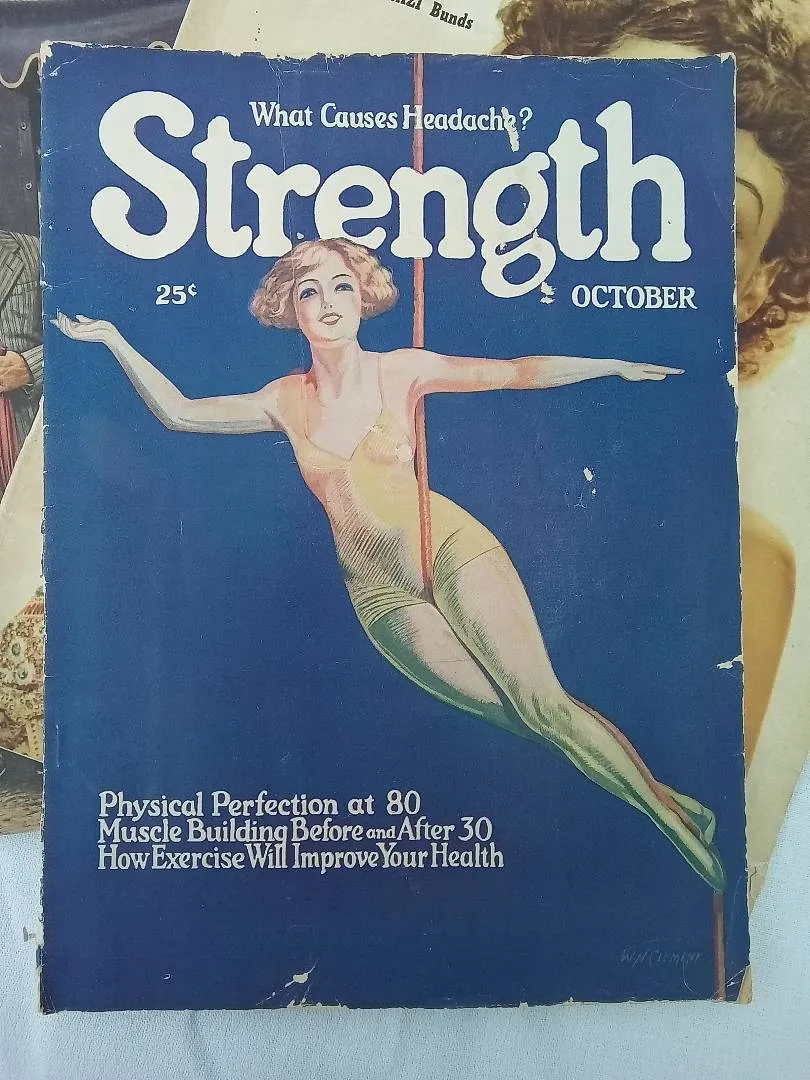 Bunds
What Causes Headache?
Strength
25¢
OCTOBER
Physical Perfection at 80
Muscle Building Before and After 30
How Exercise Will Improve Your Health